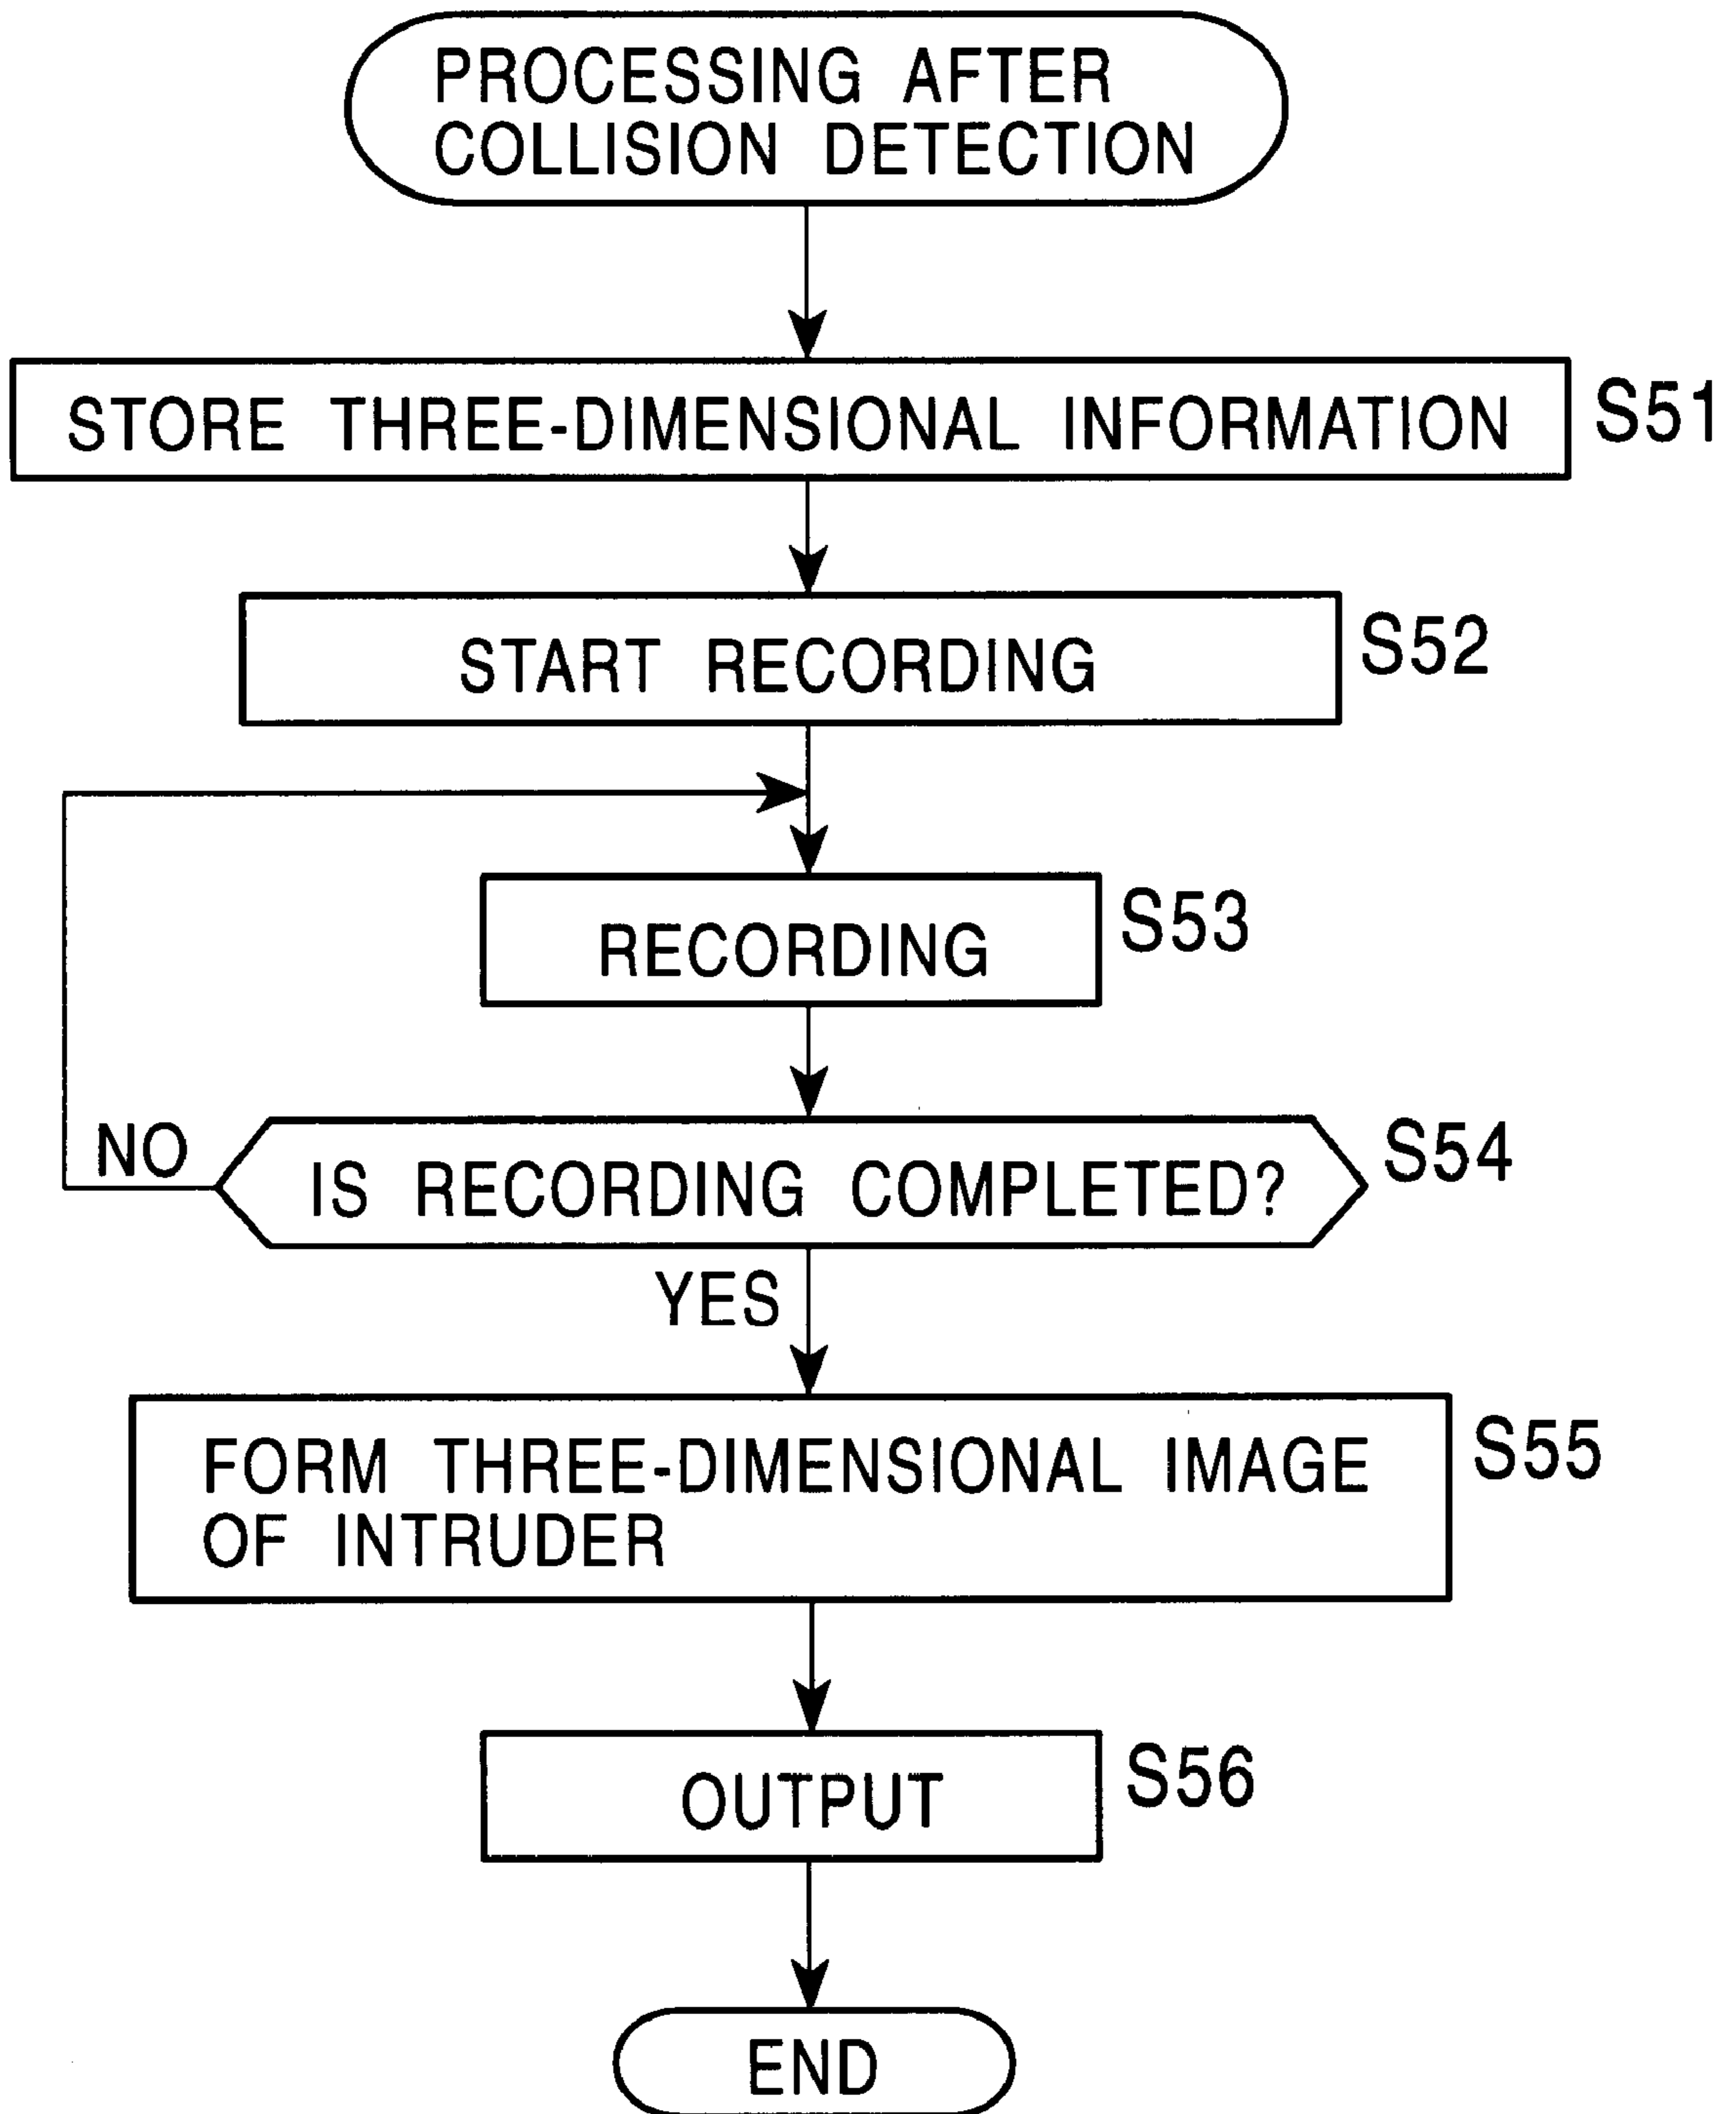 PROCESSING AFTER
COLLISION DETECTION
STORE THREE-DIMENSIONAL INFORMATION
S51
START RECORDING
S52
RECORDING
S53
NO
IS RECORDING COMPLETED?
S54
YES
FORM THREE-DIMENSIONAL IMAGE
OF INTRUDER
S55
OUTPUT
S56
END